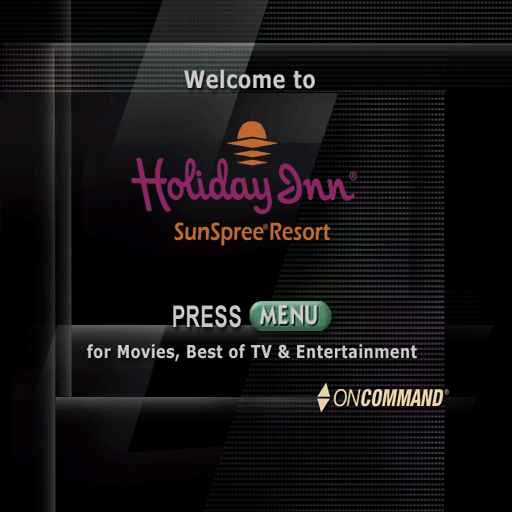 Welcome to
Holiday Inn®
SunSpree® Resort
PRESS MENU
for Movies, Best of TV & Entertainment
ONCOMMAND®